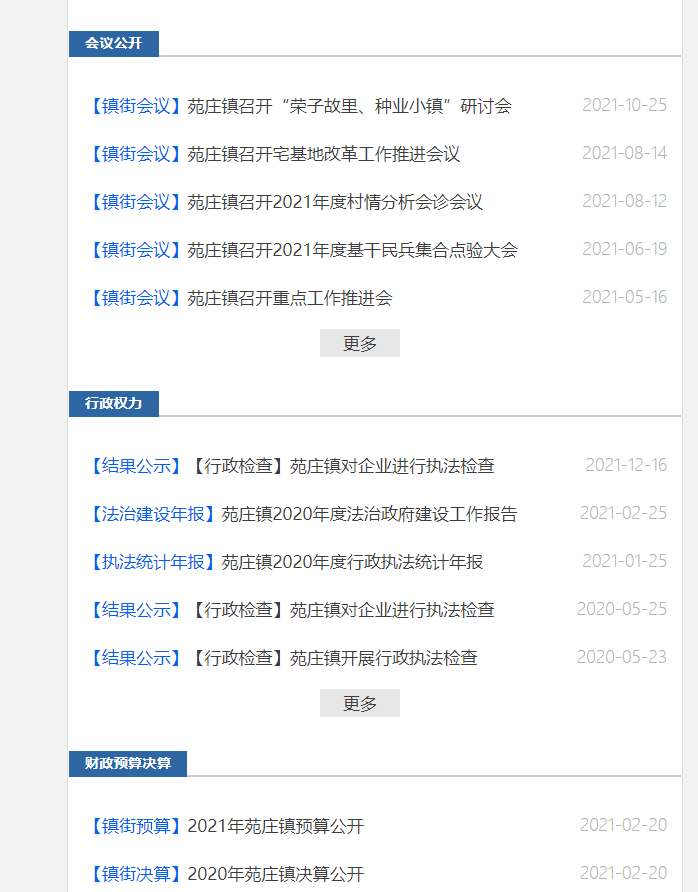 会议公开
【镇街会议】苑庄镇召开“荣子故里、种业小镇”研讨会 2021-10-25
【镇街会议】苑庄镇召开宅基地改革工作推进会议 2021-08-14
【镇街会议】苑庄镇召开2021年度村情分析会诊会议 2021-08-12
【镇街会议】苑庄镇召开2021年度基干民兵集合点验大会 2021-06-19
【镇街会议】苑庄镇召开重点工作推进会 2021-05-16
更多
行政权力
【结果公示】【行政检查】苑庄镇对企业进行执法检查 2021-12-16
【法治建设年报】苑庄镇2020年度法治政府建设工作报告 2021-02-25
【执法统计年报】苑庄镇2020年度行政执法统计年报 2021-01-25
【结果公示】【行政检查】苑庄镇对企业进行执法检查 2020-05-25
【结果公示】【行政检查】苑庄镇开展行政执法检查 2020-05-23
更多
财政预算决算
【镇街预算】2021年苑庄镇预算公开 2021-02-20
【镇街决算】2020年苑庄镇决算公开 2021-02-20